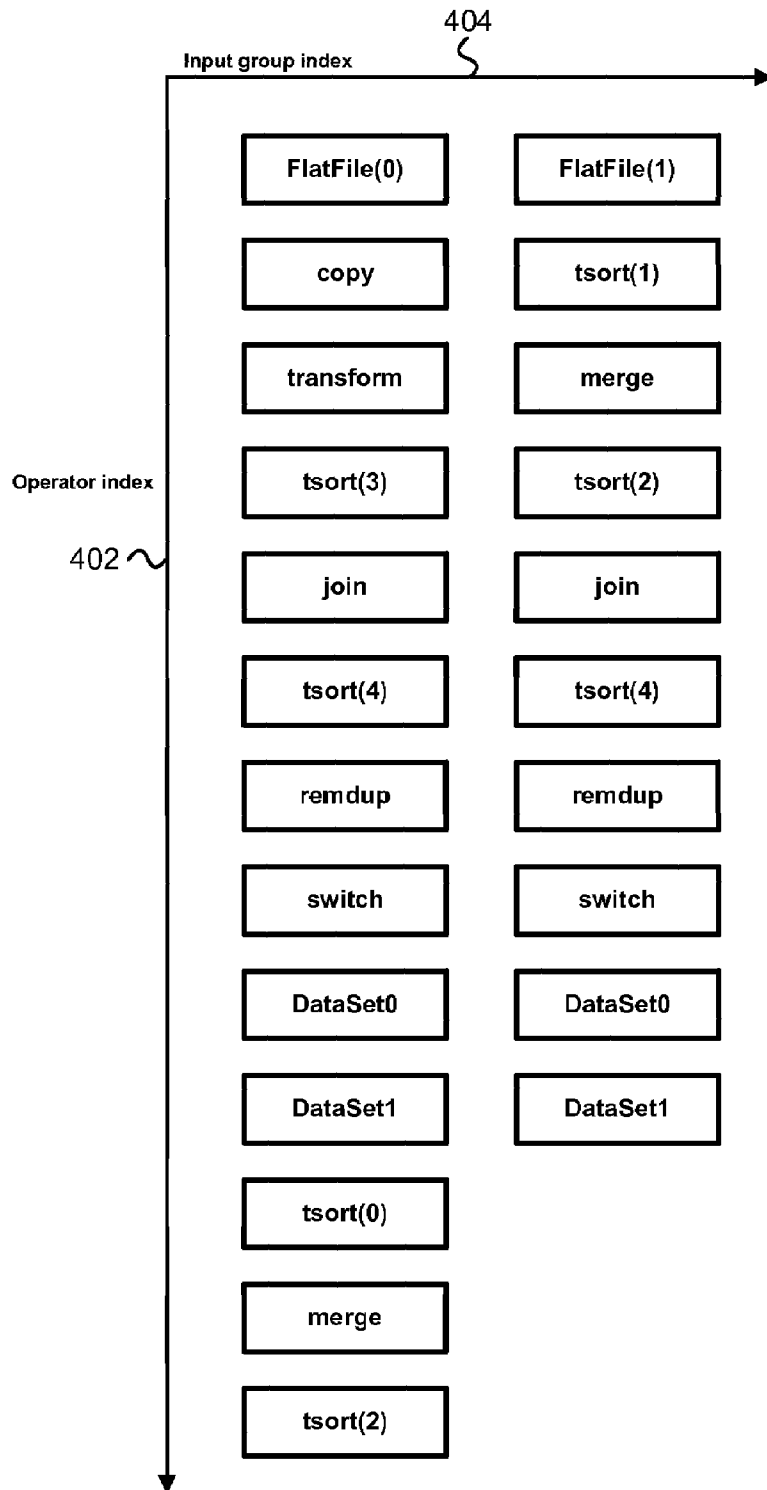 404
Input group index
FlatFile(0) FlatFile(1)
copy tsort(1)
transform merge
tsort(3) tsort(2)
Operator index
402
join join
tsort(4) tsort(4)
remdup remdup
switch switch
DataSet0 DataSet0
DataSet1 DataSet1
tsort(0)
merge
tsort(2)